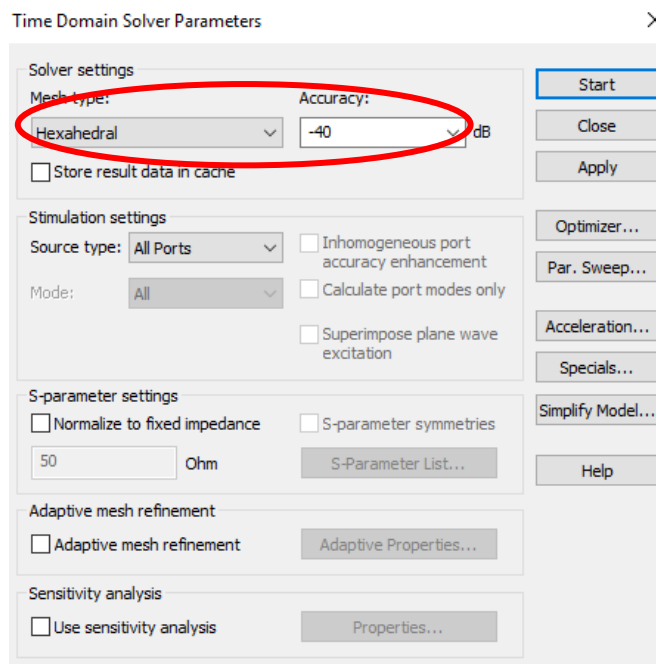 Time Domain Solver Parameters
Solver settings
Mesh type:
Accuracy:
Hexahedral
-40
dB
Store result data in cache
Stimulation settings
Source type:
All Ports
Inhomogeneous port
accuracy enhancement
Mode:
All
Calculate port modes only
Superimpose plane wave
excitation
S-parameter settings
Normalize to fixed impedance
S-parameter symmetries
50
Ohm
S-Parameter List...
Adaptive mesh refinement
Adaptive mesh refinement
Adaptive Properties...
Sensitivity analysis
Use sensitivity analysis
Properties...
Start
Close
Apply
Optimizer...
Par. Sweep...
Acceleration...
Specials...
Simplify Model...
Help